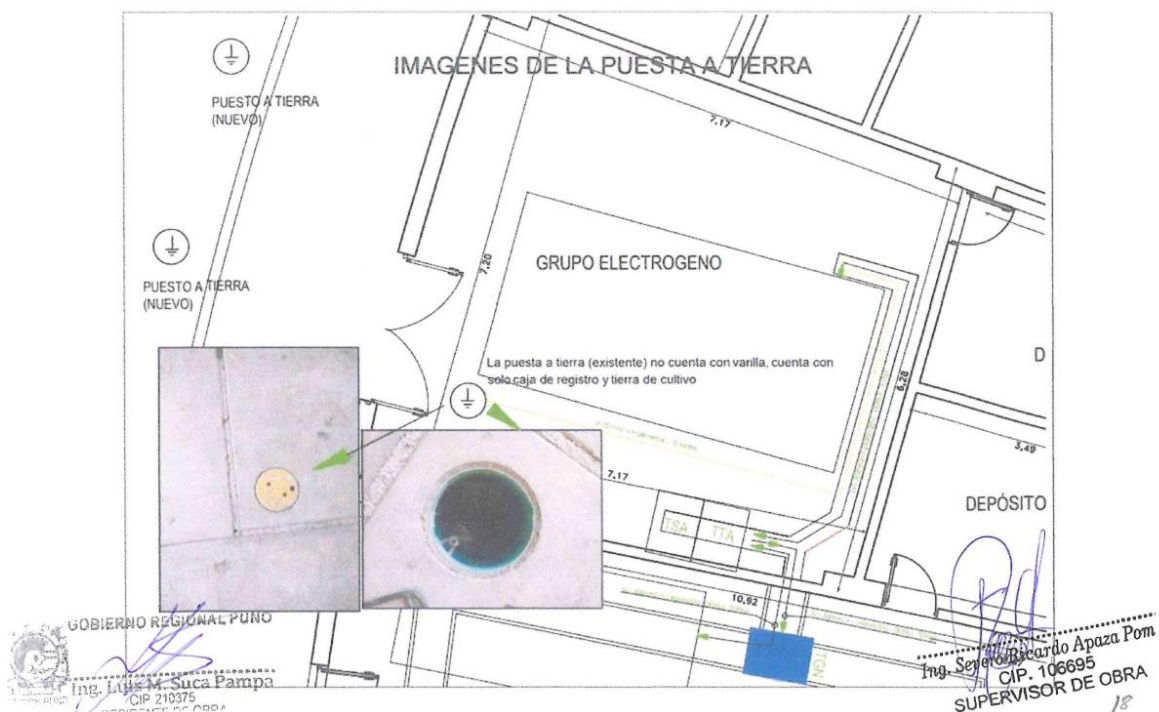 IMAGENES DE LA PUESTA A TIERRA
PUESTO A TIERRA
(NUEVO)
7,17
GRUPO ELECTROGENO
7,20
PUESTO A TIERRA
(NUEVO)
La puesta a tierra (existente) no cuenta con varilla, cuenta con
solo caja de registro y tierra de cultivo
D
6,28
3,49
7,17
DEPÓSITO
TSA
TTA
10,92
TGN
GOBIERNO REGIONAL PUNO
Ing. Luis M. Suca Pampa
CIP 210375
RESIDENTE DE OBRA
Ing. Severo Ricardo Apaza Pom
CIP. 106695
SUPERVISOR DE OBRA
18